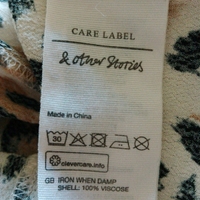 CARE LABEL
& Other Stories
Made in China
30
clevercare.info
GB IRON WHEN DAMP
SHELL: 100% VISCOSE